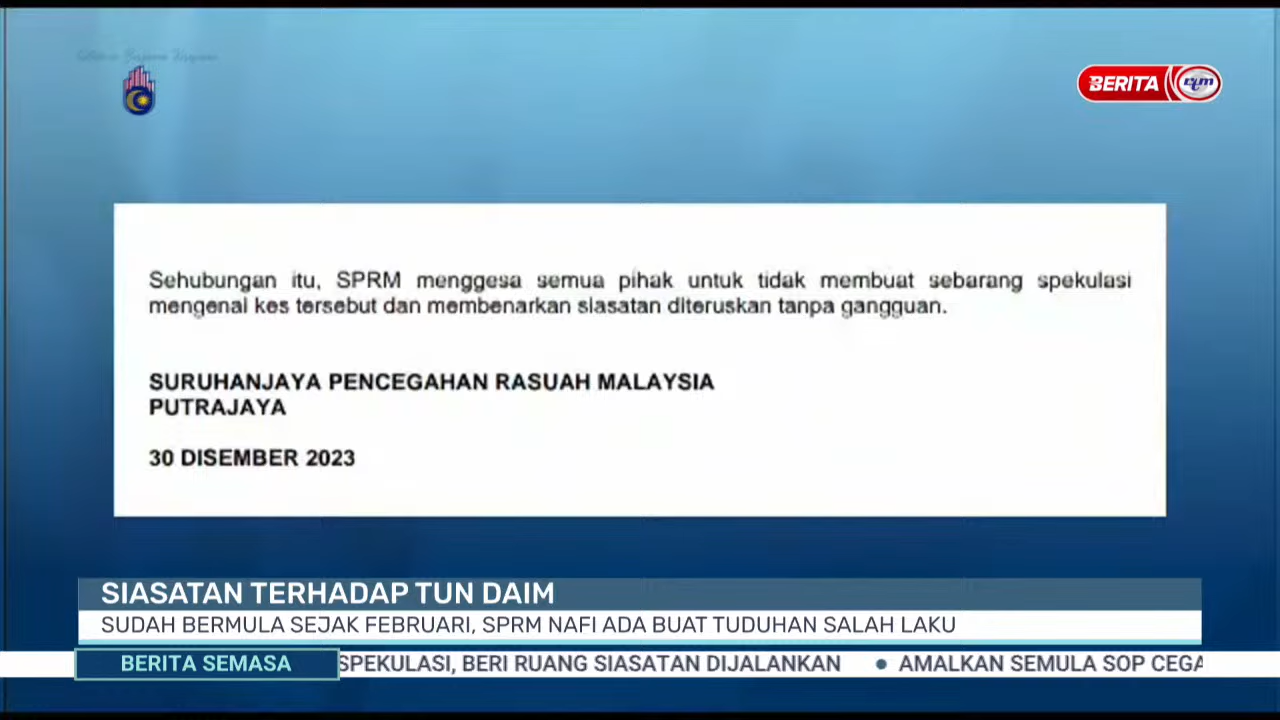 BERITA RTM
Sehubungan itu, SPRM menggesa semua pihak untuk tidak membuat sebarang spekulasi
mengenai kes tersebut dan membenarkan siasatan diteruskan tanpa gangguan.
SURUHANJAYA PENCEGAHAN RASUAH MALAYSIA
PUTRAJAYA
30 DISEMBER 2023
SIASATAN TERHADAP TUN DAIM
SUDAH BERMULA SEJAK FEBRUARI, SPRM NAFI ADA BUAT TUDUHAN SALAH LAKU
BERITA SEMASA SPEKULASI, BERI RUANG SIASATAN DIJALANKAN • AMALKAN SEMULA SOP CEGA